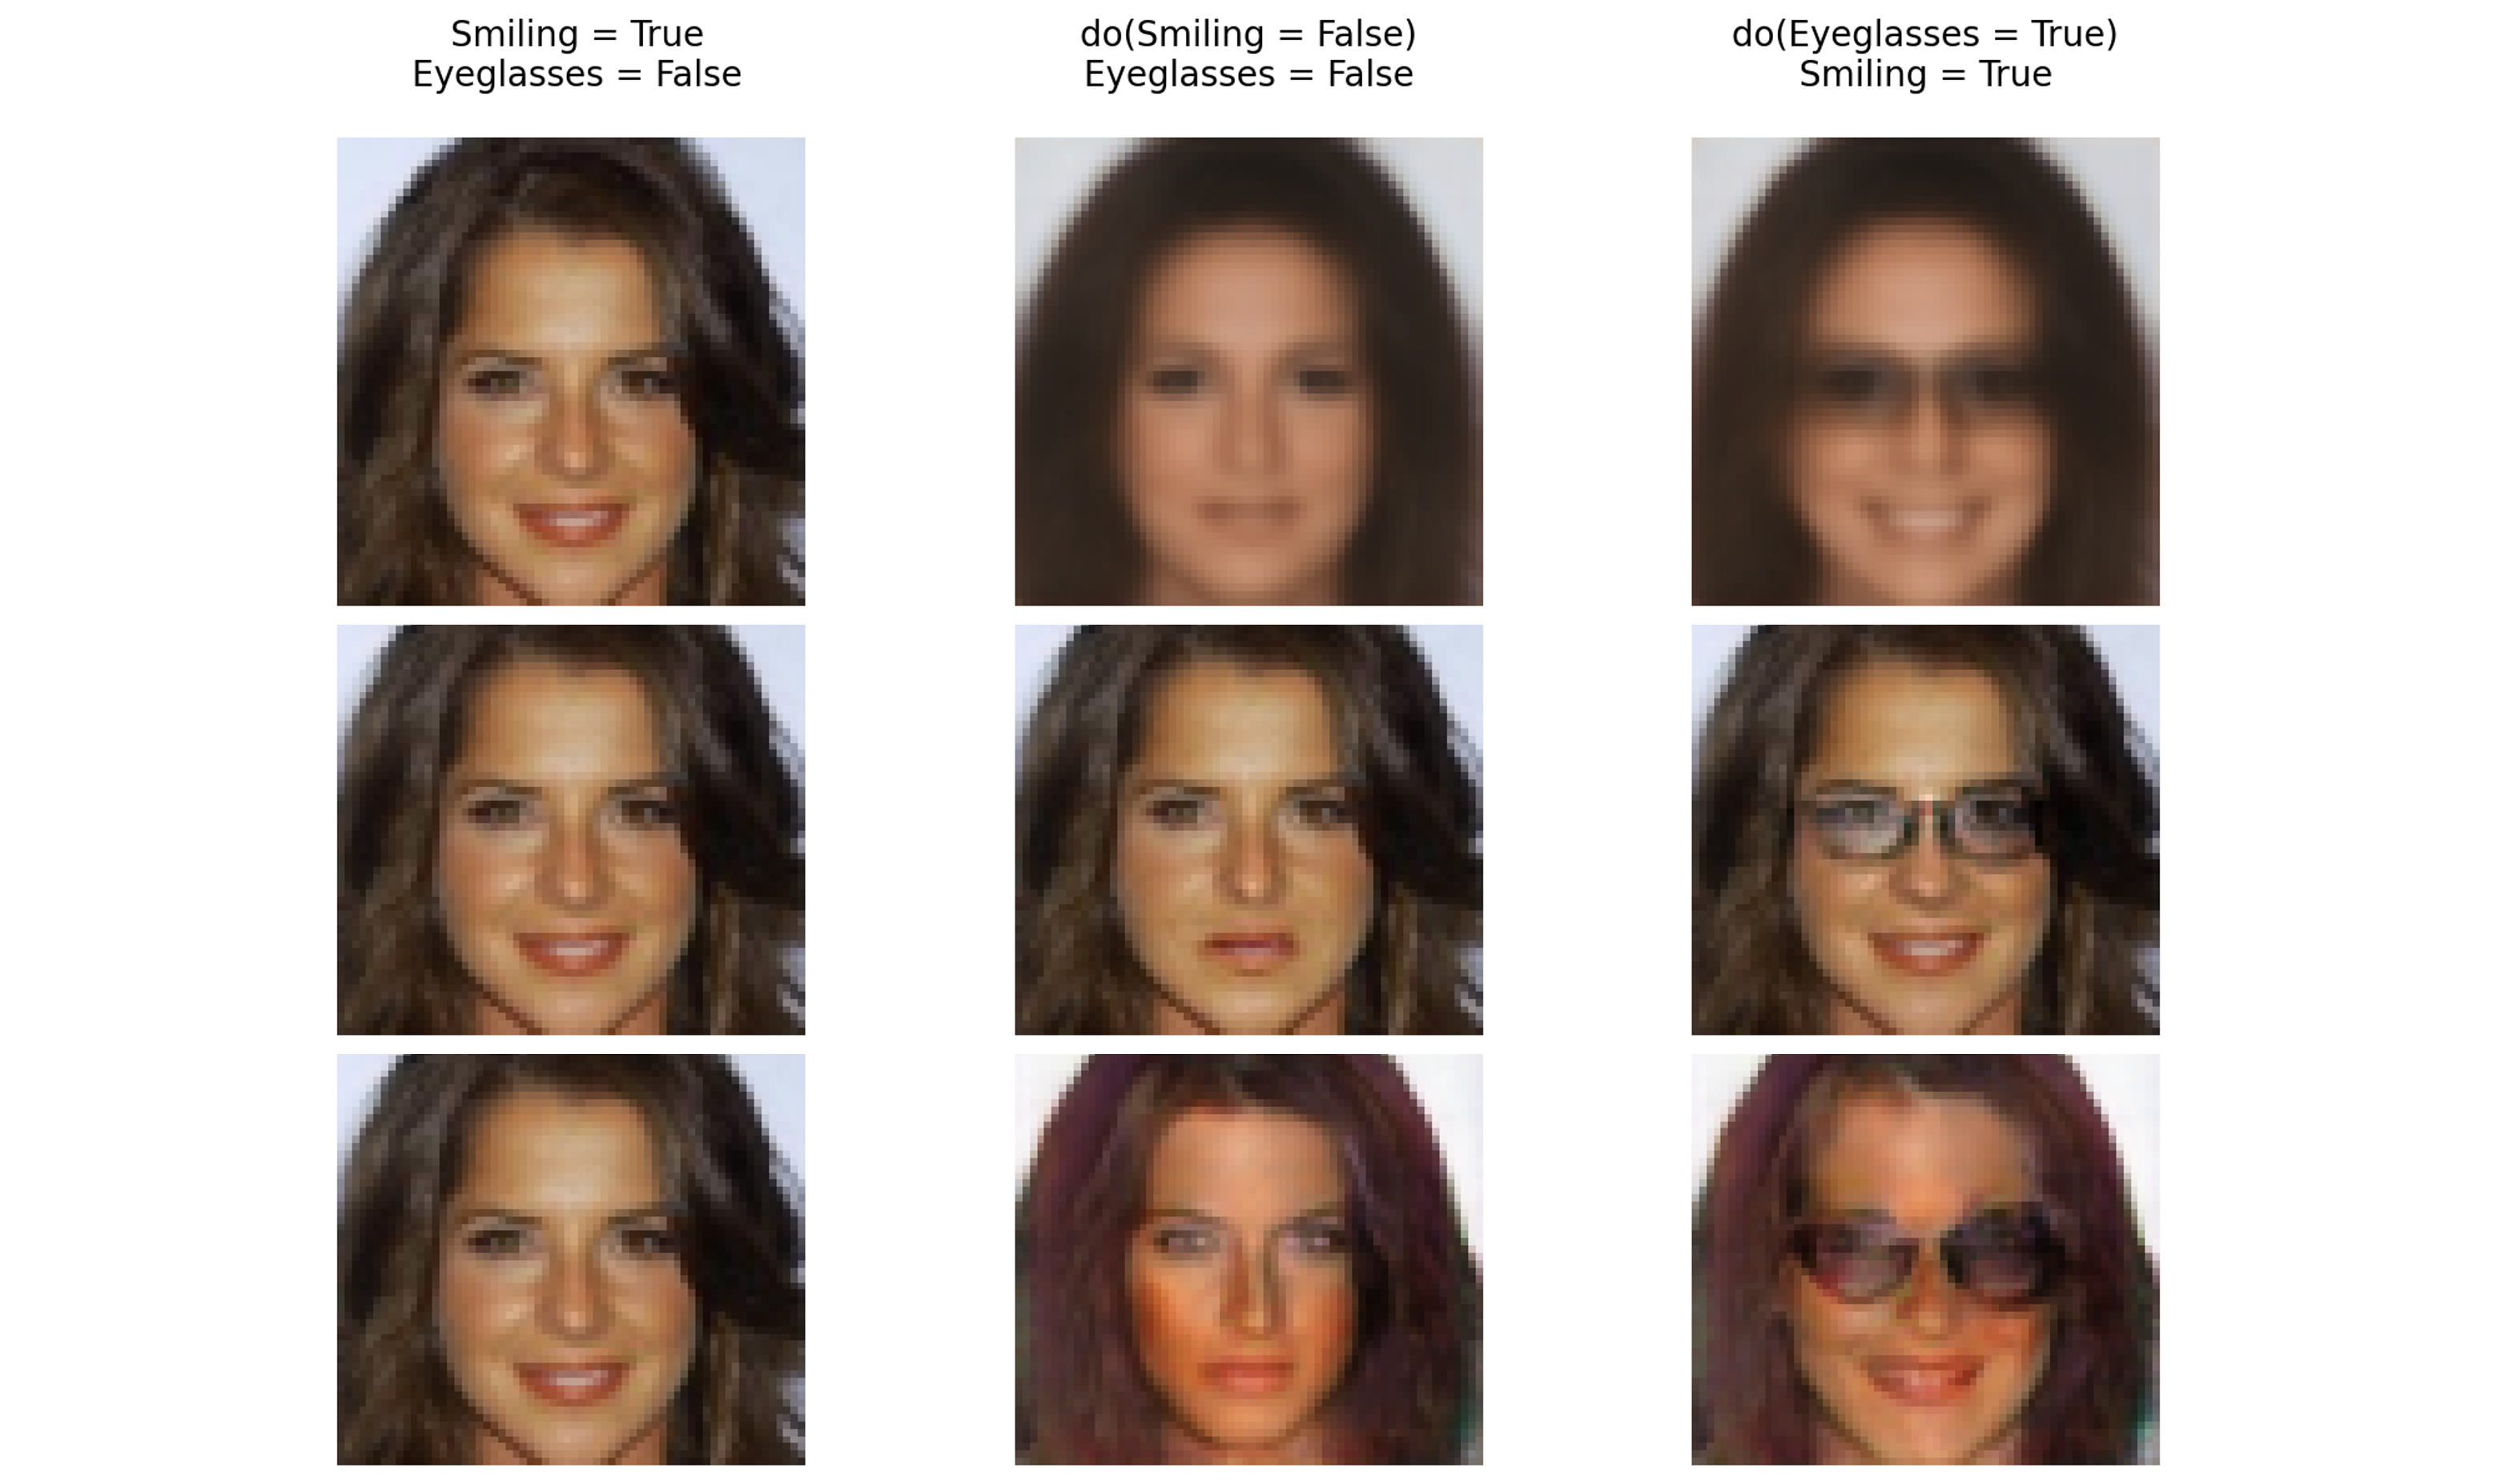 Smiling = True
Eyeglasses = False
do(Smiling = False)
Eyeglasses = False
do(Eyeglasses = True)
Smiling = True